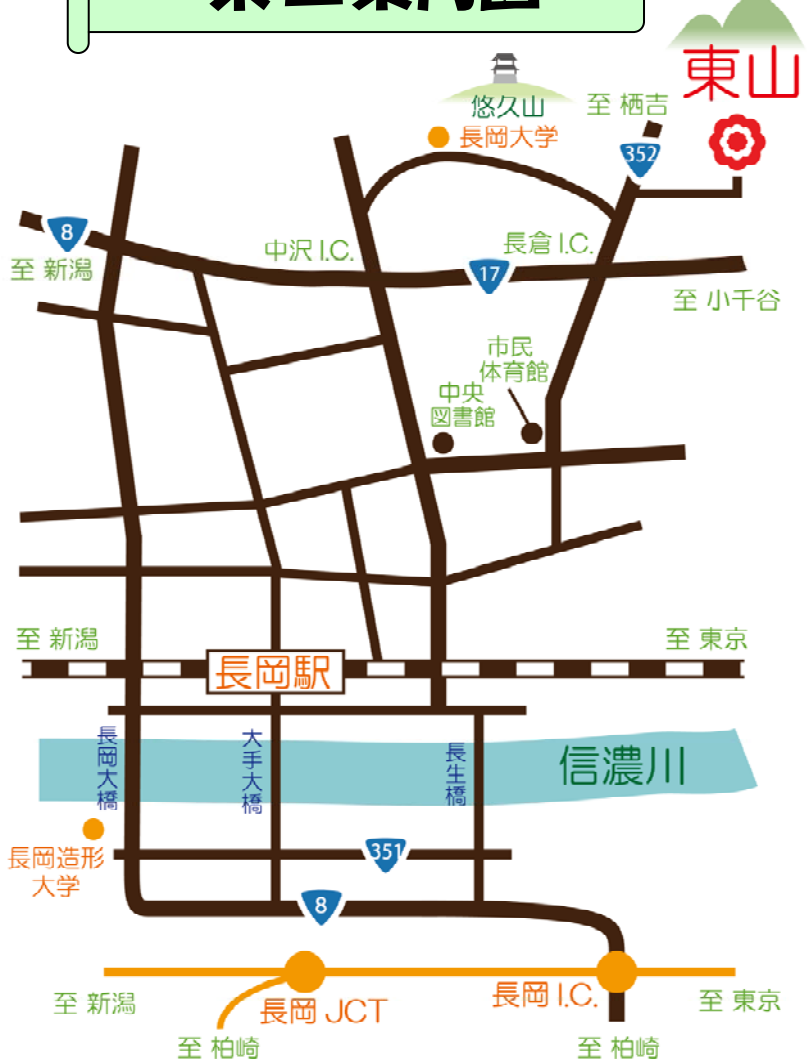 東山
悠久山
至 栖吉
長岡大学
352
8
至 新潟
中沢 I.C.
長倉 I.C.
17
至 小千谷
市民
体育館
中央
図書館
至 新潟
長岡駅
至 東京
長岡大橋
大手大橋
長生橋
信濃川
長岡造形
大学
351
8
至 新潟
長岡 JCT
長岡 I.C.
至 東京
至 柏崎
至 柏崎